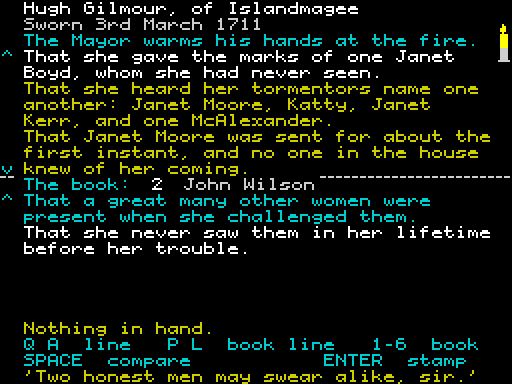 Hugh Gilmour, of Islandmagee
Sworn 3rd March 1711
The Mayor warms his hands at the fire.
^ That she gave the marks of one Janet
Boyd, whom she had never seen.
That she heard her tormentors name one
another: Janet Moore, Katty, Janet
Kerr, and one McAlexander.
That Janet Moore was sent for about the
first instant, and no one in the house
v knew of her coming.
The book: 2 John Wilson
^ That a great many other women were
present when she challenged them.
That she never saw them in her lifetime
before her trouble.
Nothing in hand.
Q A line P L book line 1-6 book
SPACE compare ENTER stamp
'Two honest men may swear alike, sir.'